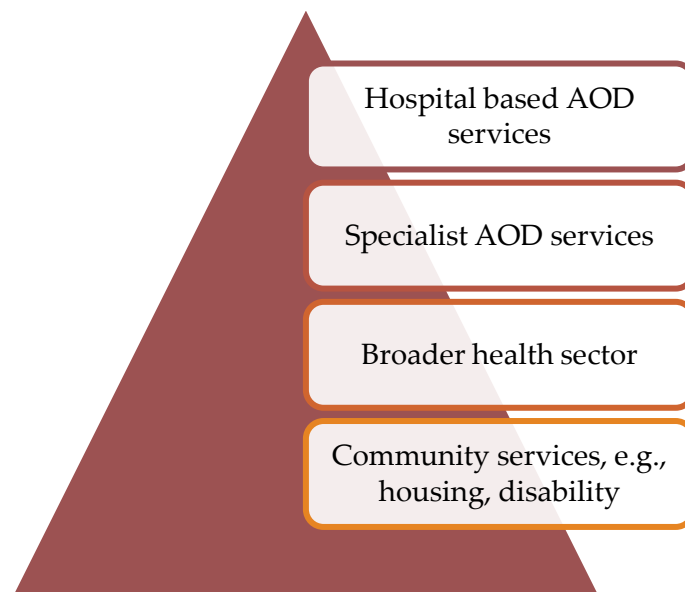 Hospital based AOD
services
Specialist AOD services
Broader health sector
Community services, e.g.,
housing, disability